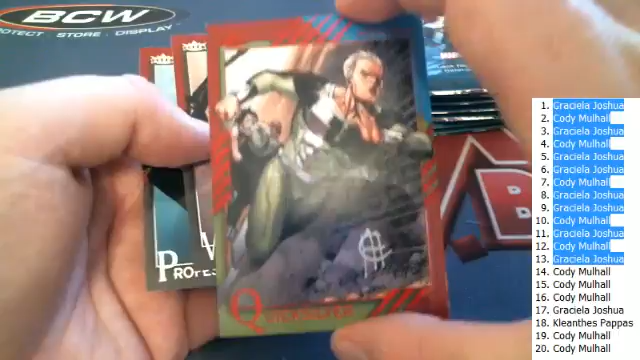 BCW
PROTECT STORE DISPLAY
PROFES
QUICKSILVER
1. Graciela Joshua
2. Cody Mulhall
3. Graciela Joshua
4. Cody Mulhall
5. Graciela Joshua
6. Graciela Joshua
7. Cody Mulhall
8. Graciela Joshua
9. Graciela Joshua
10. Cody Mulhall
11. Graciela Joshua
12. Cody Mulhall
13. Graciela Joshua
14. Cody Mulhall
15. Cody Mulhall
16. Cody Mulhall
17. Graciela Joshua
18. Kleanthes Pappas
19. Cody Mulhall
20. Cody Mulhall